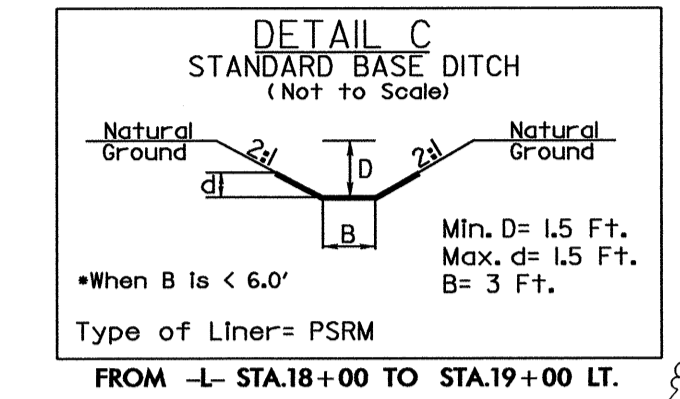 DETAIL C
STANDARD BASE DITCH
(Not to Scale)
Natural
Ground
2:1
D
2:1
Natural
Ground
d
B
Min. D= 1.5 Ft.
Max. d= 1.5 Ft.
B= 3 Ft.
*When B is < 6.0'
Type of Liner= PSRM
FROM -L- STA.18+00 TO STA.19+00 LT.